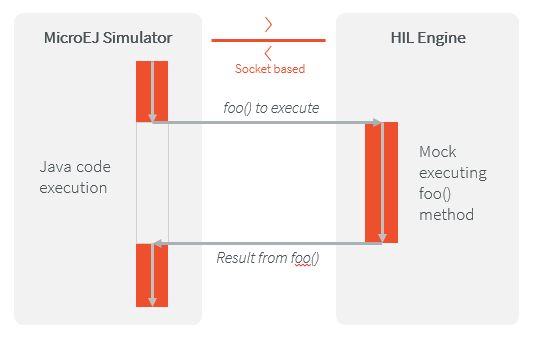 MicroEJ Simulator
HIL Engine
Socket based
foo() to execute
Java code
execution
Mock
executing
foo()
method
Result from foo()